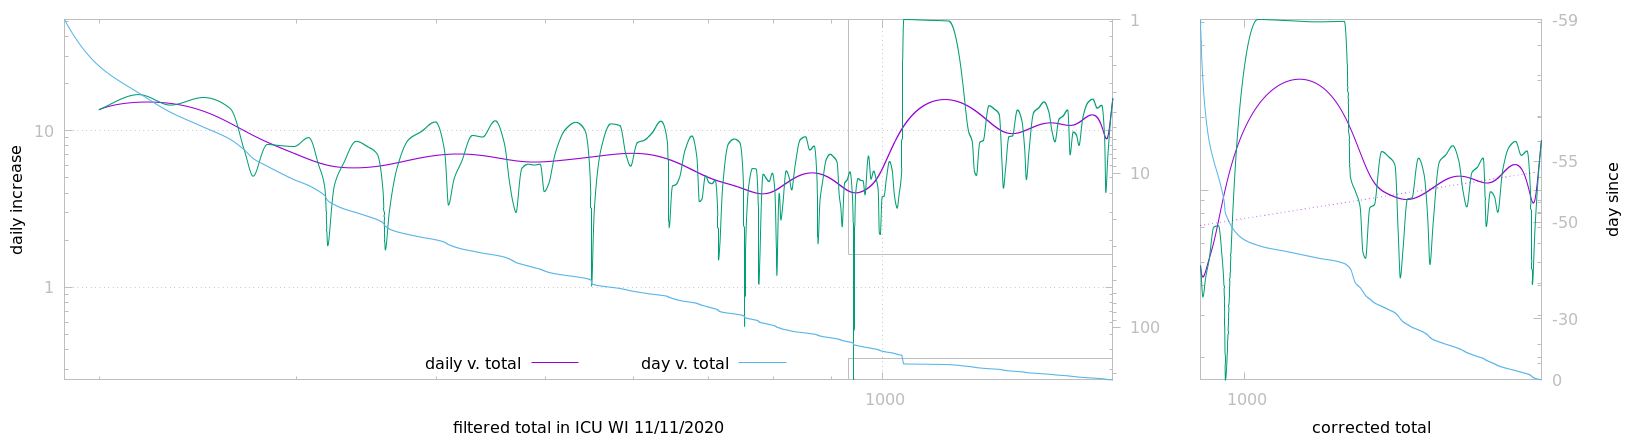 1
-59
10
-55
daily increase
10
-50
day since
1
-30
100
daily v. total
day v. total
0
1000
1000
filtered total in ICU WI 11/11/2020
corrected total